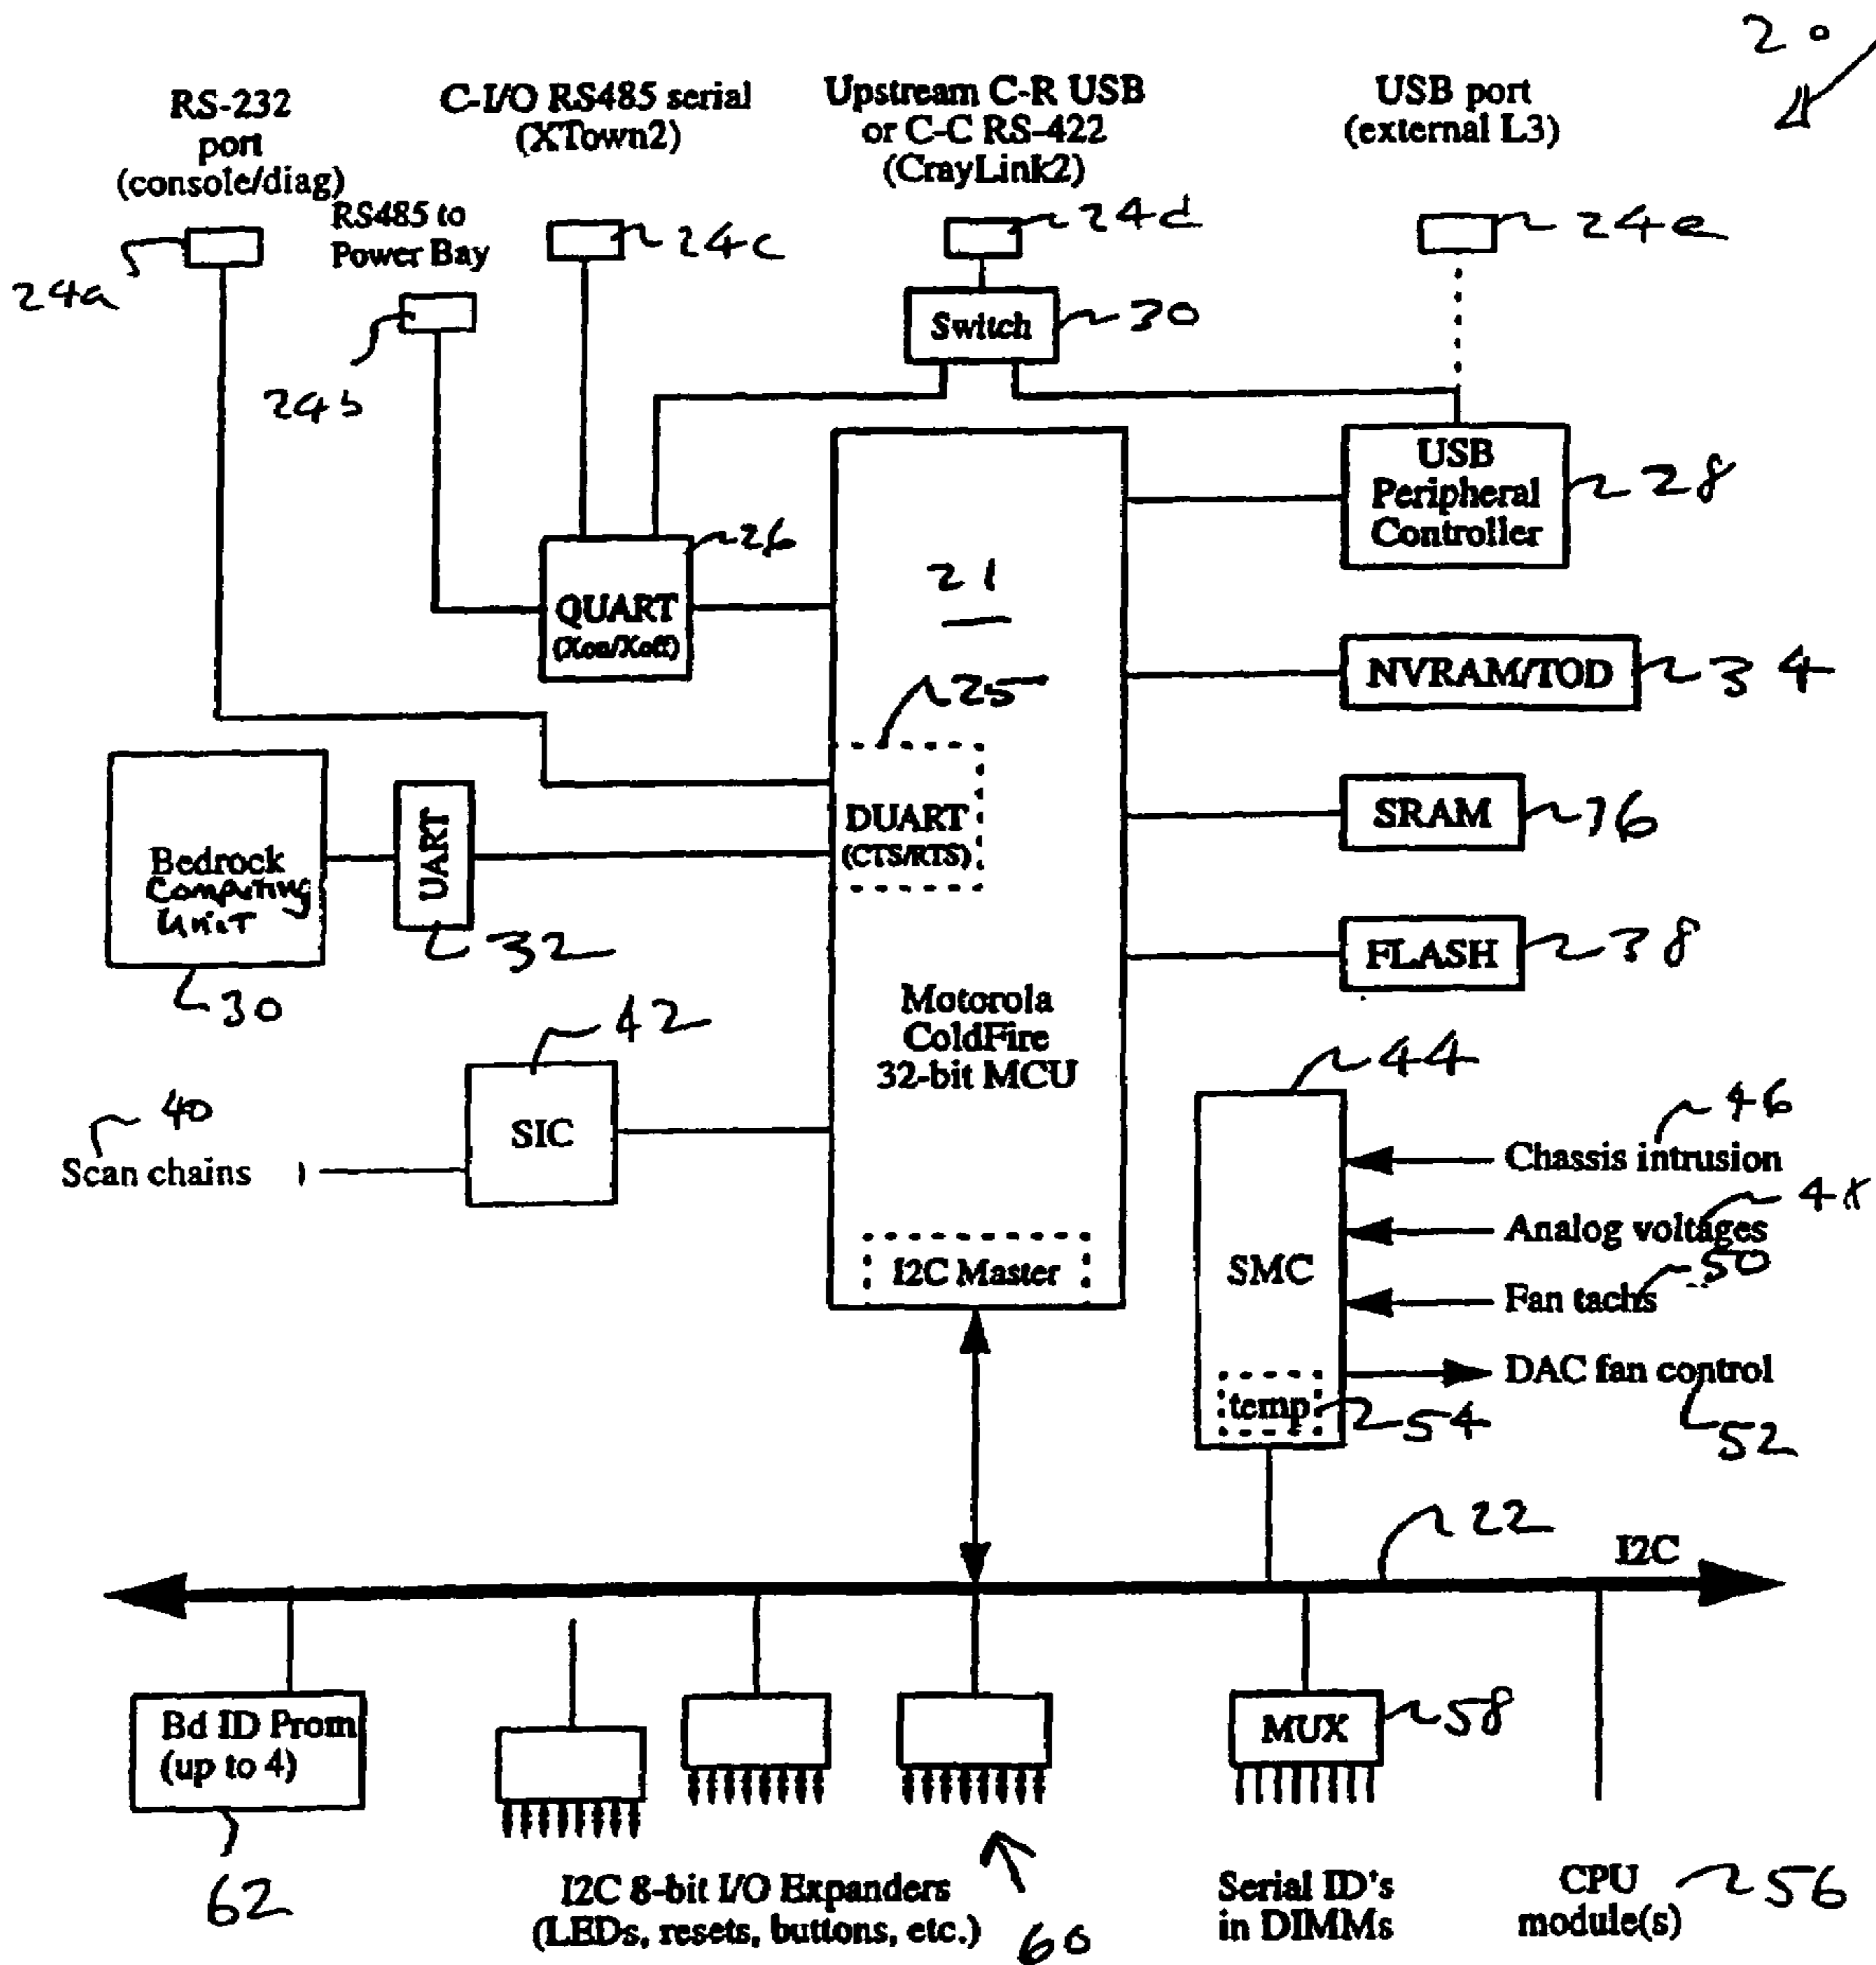 20
RS-232
port
(console/diag)
C-I/O RS485 serial
(XTown2)
Upstream C-R USB
or C-C RS-422
(CrayLink2)
USB port
(external L3)
RS485 to
Power Bay
24a
24b
24c
24d
24e
Switch
30
USB
Peripheral
Controller
28
26
QUART
(Xon/Xoff)
21
NVRAM/TOD
34
25
DUART
(CTS/RTS)
SRAM
36
Bedrock
Computing
Unit
30
UART
32
FLASH
38
Motorola
ColdFire
32-bit MCU
42
SIC
40
Scan chains
I2C Master
44
SMC
46
Chassis intrusion
48
Analog voltages
50
Fan tachs
DAC fan control
52
temp
54
22
I2C
Bd ID Prom
(up to 4)
62
MUX
58
I2C 8-bit I/O Expanders
(LEDs, resets, buttons, etc.)
60
Serial ID's
in DIMMs
CPU
module(s)
56